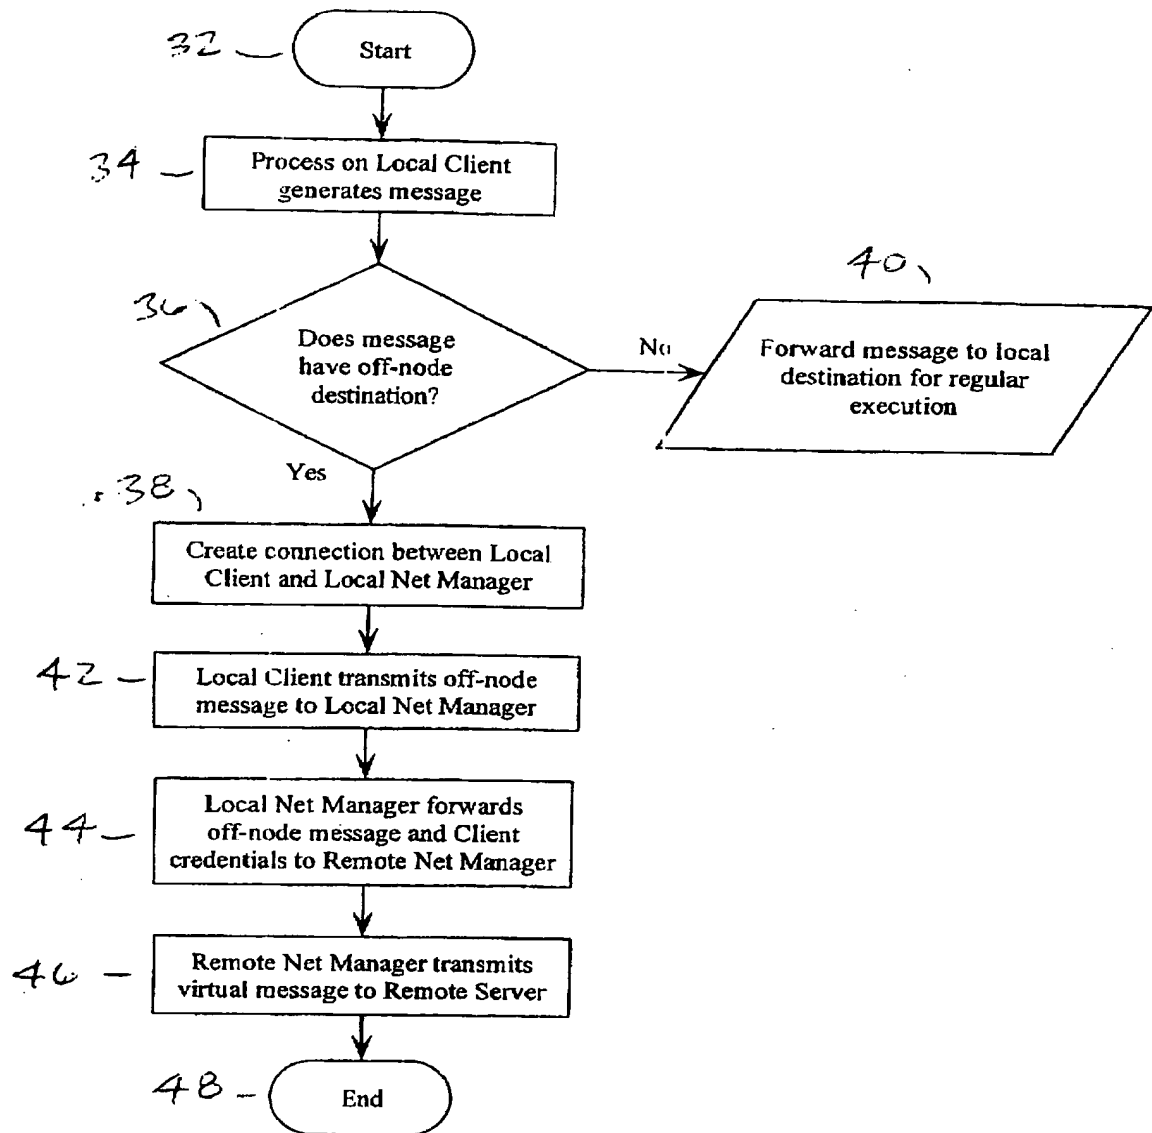 32
Start
34
Process on Local Client
generates message
36
Does message
have off-node
destination?
No
40
Forward message to local
destination for regular
execution
Yes
38
Create connection between Local
Client and Local Net Manager
42
Local Client transmits off-node
message to Local Net Manager
44
Local Net Manager forwards
off-node message and Client
credentials to Remote Net Manager
46
Remote Net Manager transmits
virtual message to Remote Server
48
End